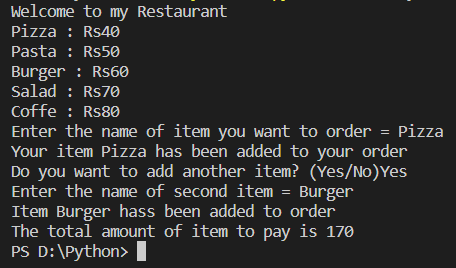 Welcome to my Restaurant
Pizza : Rs40
Pasta : Rs50
Burger : Rs60
Salad : Rs70
Coffe : Rs80
Enter the name of item you want to order = Pizza
Your item Pizza has been added to your order
Do you want to add another item? (Yes/No)Yes
Enter the name of second item = Burger
Item Burger hass been added to order
The total amount of item to pay is 170
PS D:\Python>